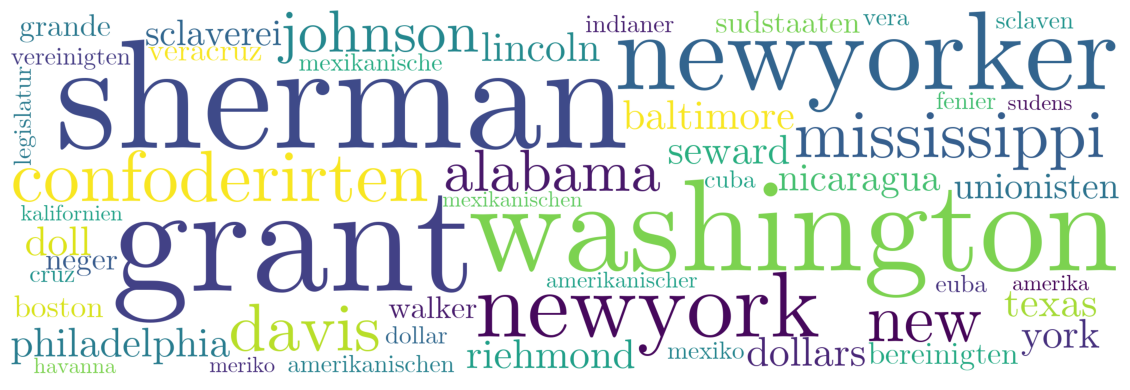 grande sclaverei johnson lincoln indianer sudstaaten vera sclaven
vereinigten veracruz mexikanische newyorker
legislatur sherman baltimore fenier sudens
confoderirten alabama seward mississippi
kalifornien mexikanischen cuba nicaragua unionisten
doll neger grant washington
cruz amerikanischer euba amerika
boston davis walker newyork new texas
philadelphia dollar york
havanna meriko amerikanischen riehmond mexiko dollars bereinigten